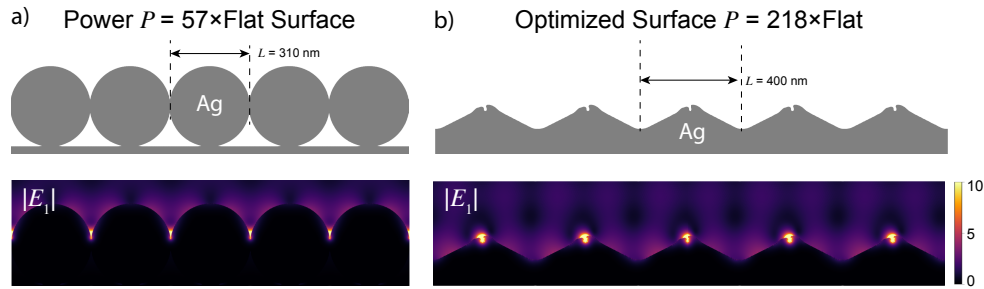 a)
Power P = 57×Flat Surface
L = 310 nm
Ag
|E₁|
b)
Optimized Surface P = 218×Flat
L = 400 nm
Ag
|E₁|
10
5
0